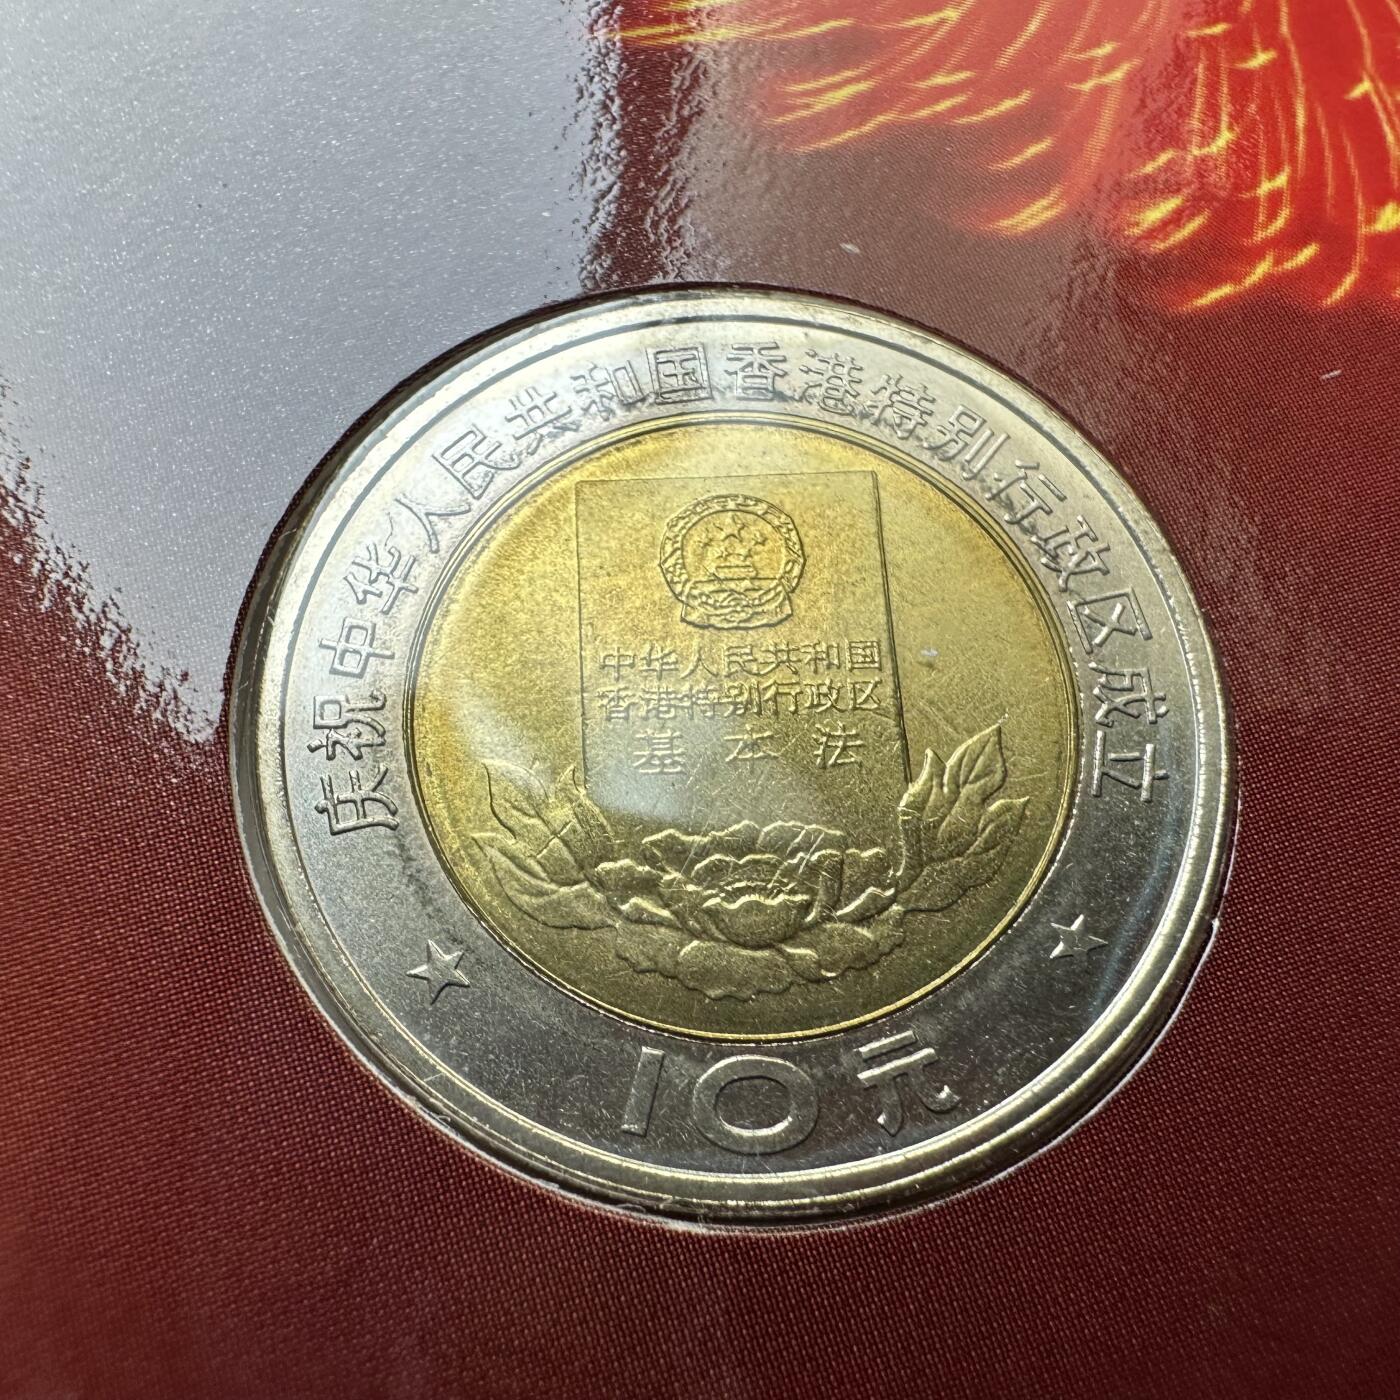 庆祝中华人民共和国香港特别行政区成立
中华人民共和国
香港特别行政区
基本法
10元